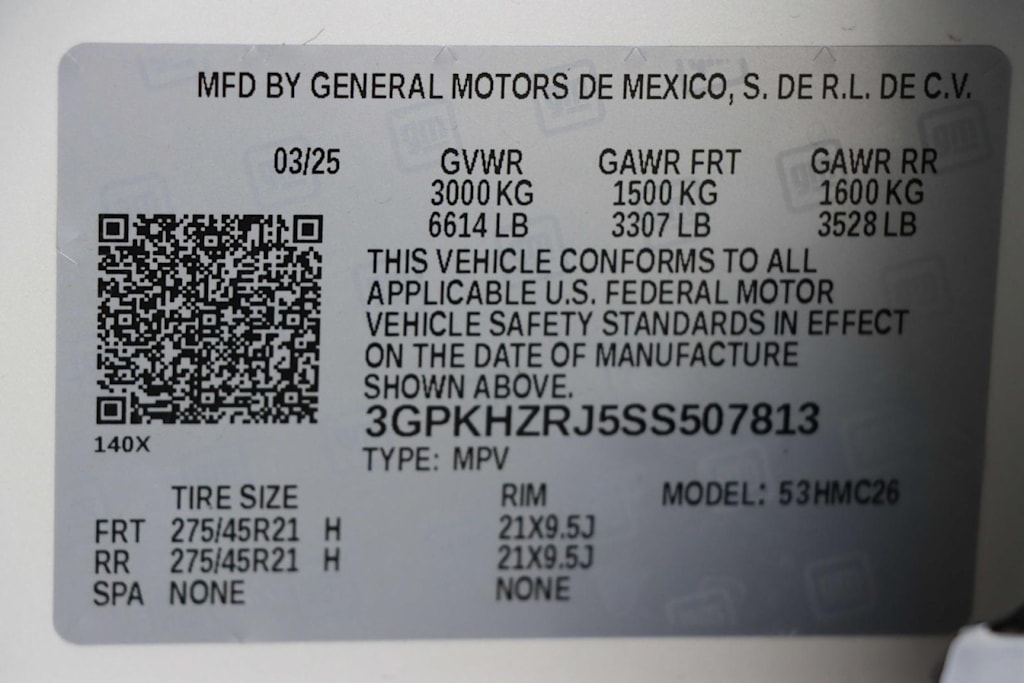 MFD BY GENERAL MOTORS DE MEXICO, S. DE R.L. DE C.V.
03/25 GVWR GAWR FRT GAWR RR
3000 KG 1500 KG 1600 KG
6614 LB 3307 LB 3528 LB
THIS VEHICLE CONFORMS TO ALL
APPLICABLE U.S. FEDERAL MOTOR
VEHICLE SAFETY STANDARDS IN EFFECT
ON THE DATE OF MANUFACTURE
SHOWN ABOVE.
3GPKHZRJ5SS507813
140X
TYPE: MPV
TIRE SIZE RIM MODEL: 53HMC26
FRT 275/45R21 H 21X9.5J
RR 275/45R21 H 21X9.5J
SPA NONE NONE